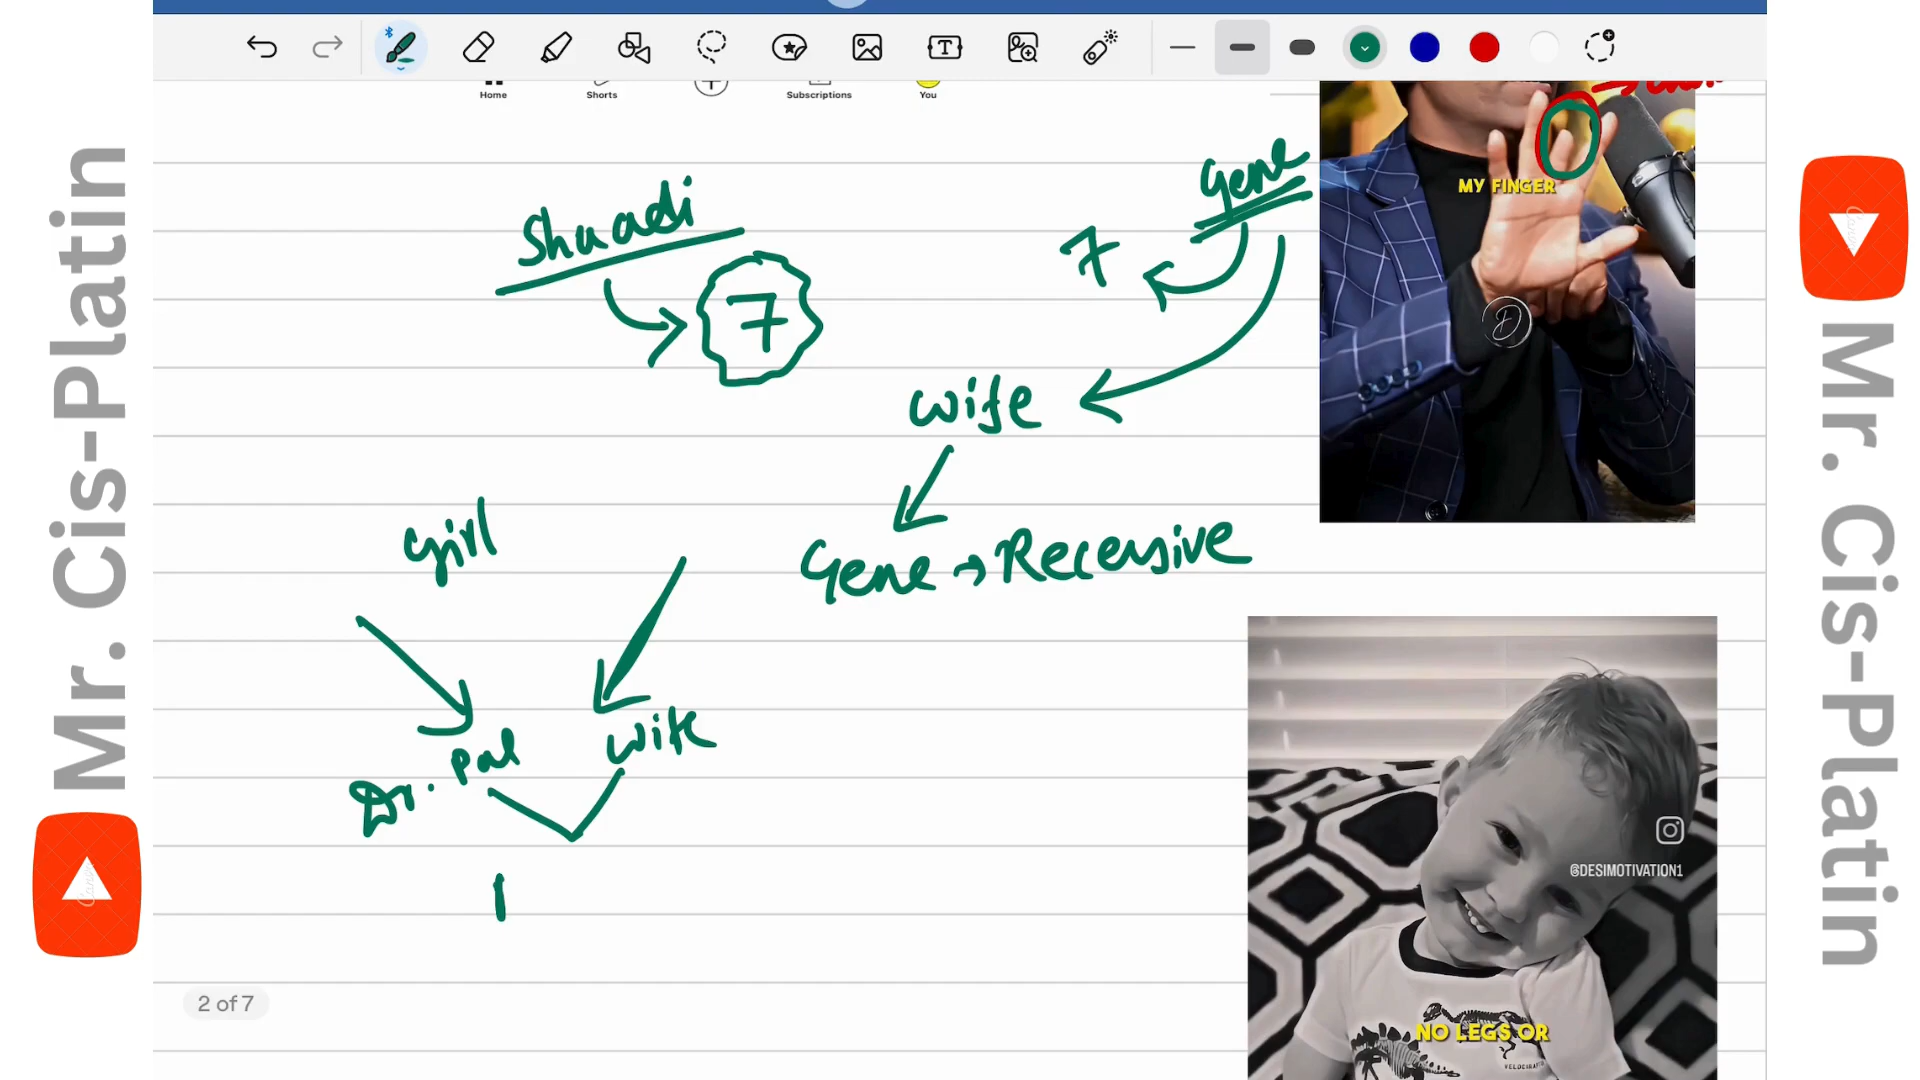 Home Shorts Subscriptions You
Mr. Cis-Platin
Mr. Cis-Platin
MY FINGER
Gene
Shaadi
7
7
Wife
Girl
Gene → Recessive
Wife
Dr. Pal
@DESIMOTIVATION1
2 of 7
NO LEGS OR